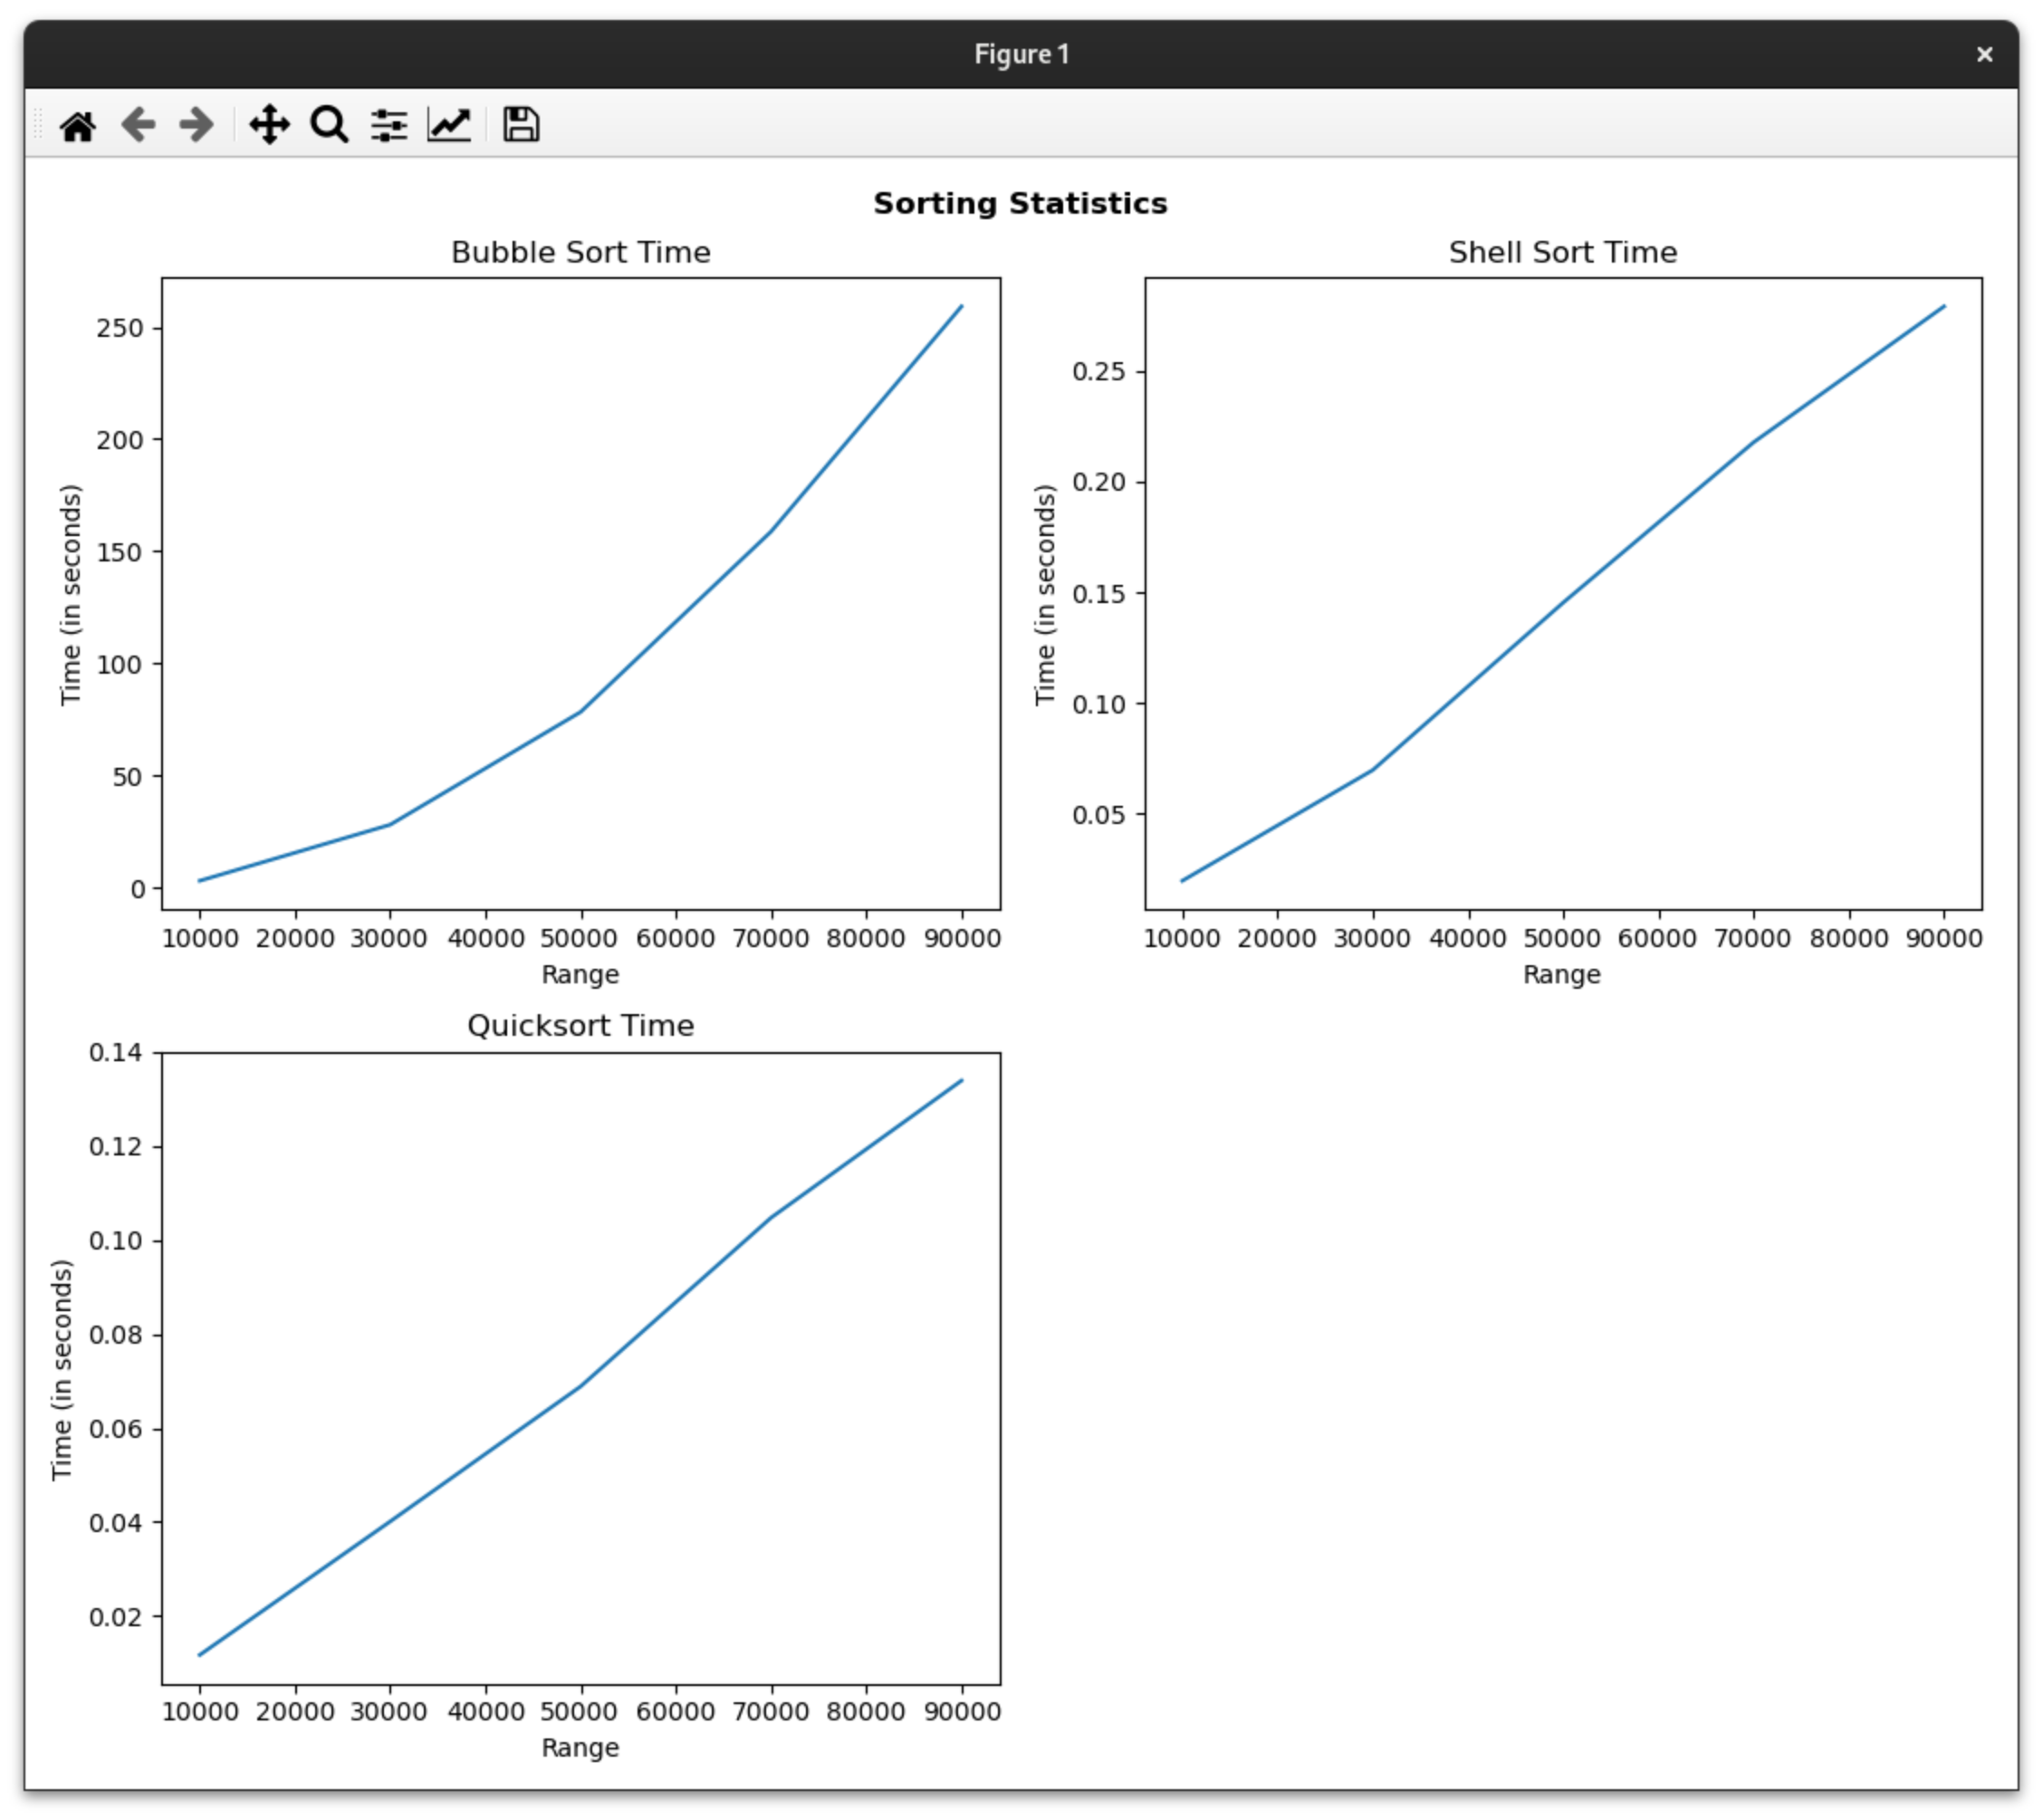 Figure 1
Sorting Statistics
Bubble Sort Time
250
200
150
100
50
0
Time (in seconds)
10000 20000 30000 40000 50000 60000 70000 80000 90000
Range
Shell Sort Time
0.25
0.20
0.15
0.10
0.05
Time (in seconds)
10000 20000 30000 40000 50000 60000 70000 80000 90000
Range
Quicksort Time
0.14
0.12
0.10
0.08
0.06
0.04
0.02
Time (in seconds)
10000 20000 30000 40000 50000 60000 70000 80000 90000
Range